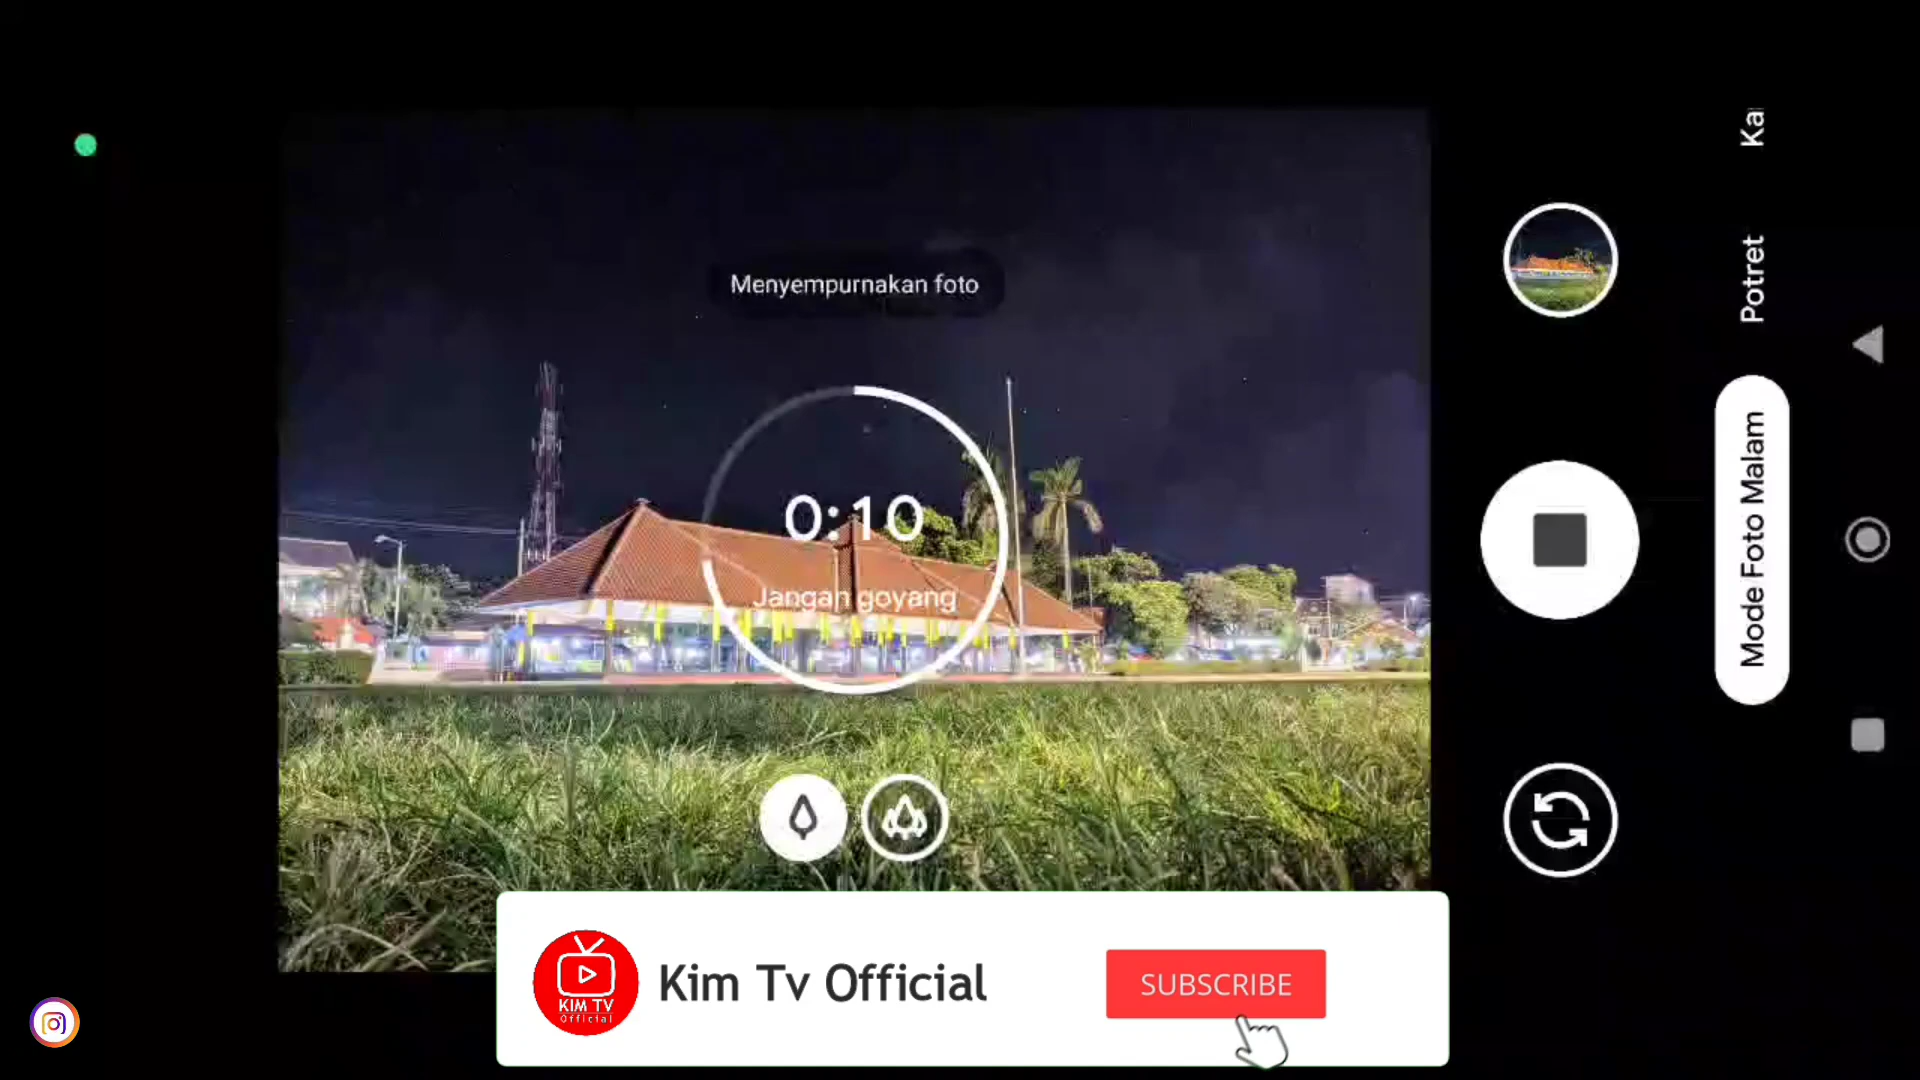 Menyempurnakan foto
0:10
Jangan goyang
Ka
Potret
Mode Foto Malam
KIM TV
Official
Kim Tv Official
SUBSCRIBE